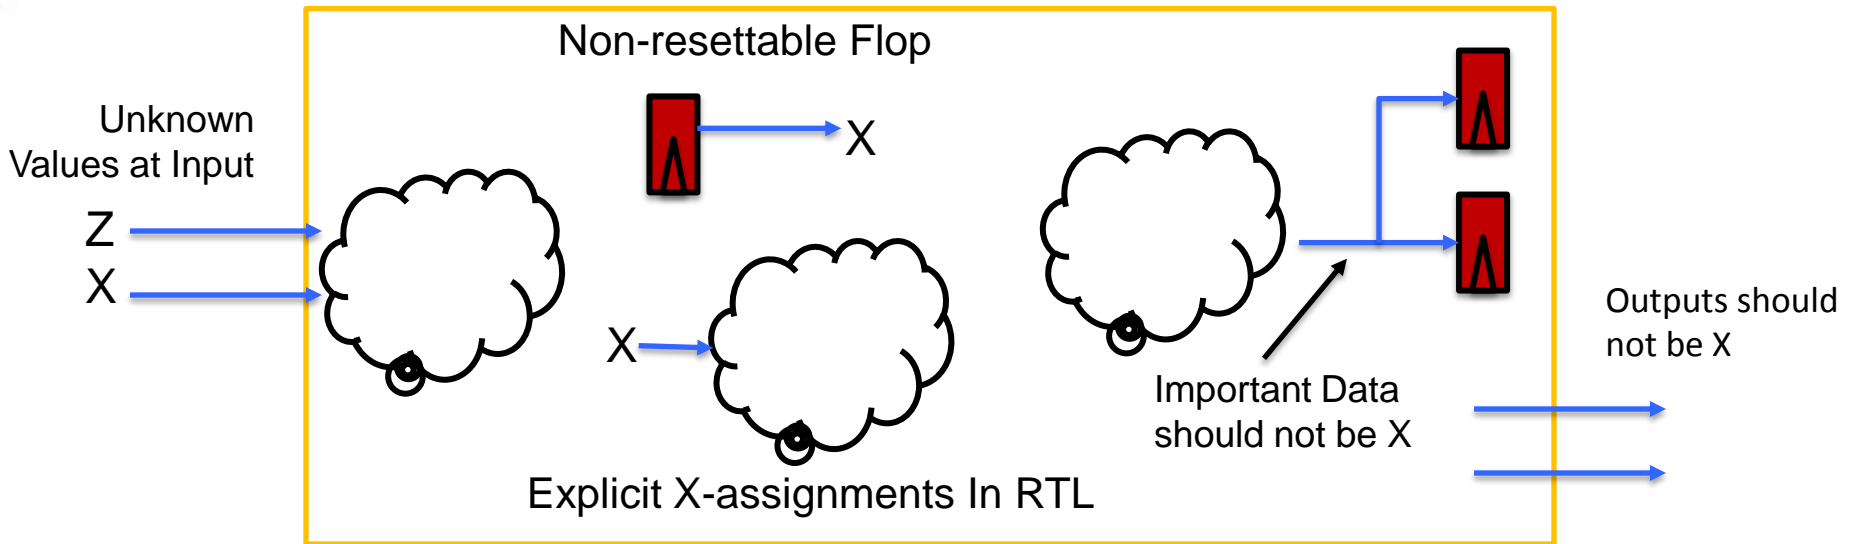 Non-resettable Flop
Unknown
Values at Input
Z
X
X
X
Important Data
should not be X
Outputs should
not be X
Explicit X-assignments In RTL